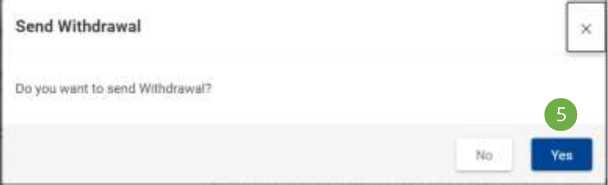 Send Withdrawal
×
Do you want to send Withdrawal?
5
No Yes